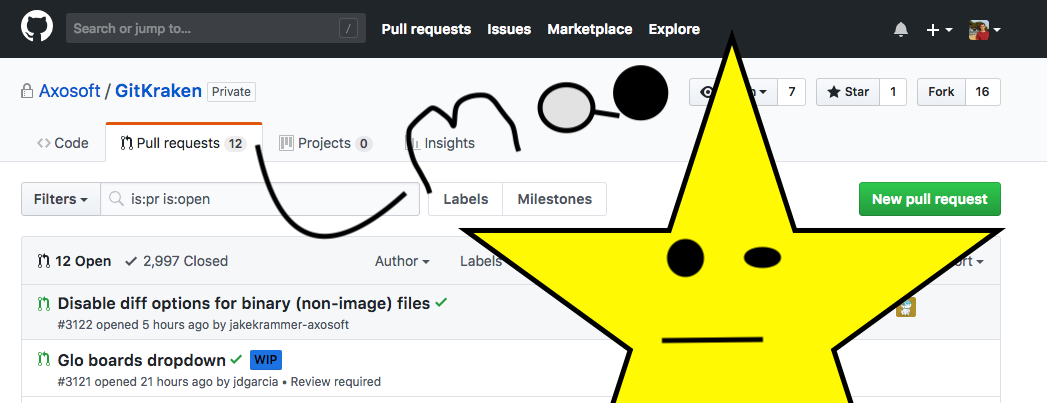 Search or jump to... / Pull requests Issues Marketplace Explore
Axosoft / GitKraken Private 7 Star 1 Fork 16
<> Code Pull requests 12 Projects 0 Insights
Filters is:pr is:open Labels Milestones New pull request
12 Open 2,997 Closed Author Labels
Disable diff options for binary (non-image) files
#3122 opened 5 hours ago by jakekrammer-axosoft
Glo boards dropdown WIP
#3121 opened 21 hours ago by jdgarcia • Review required